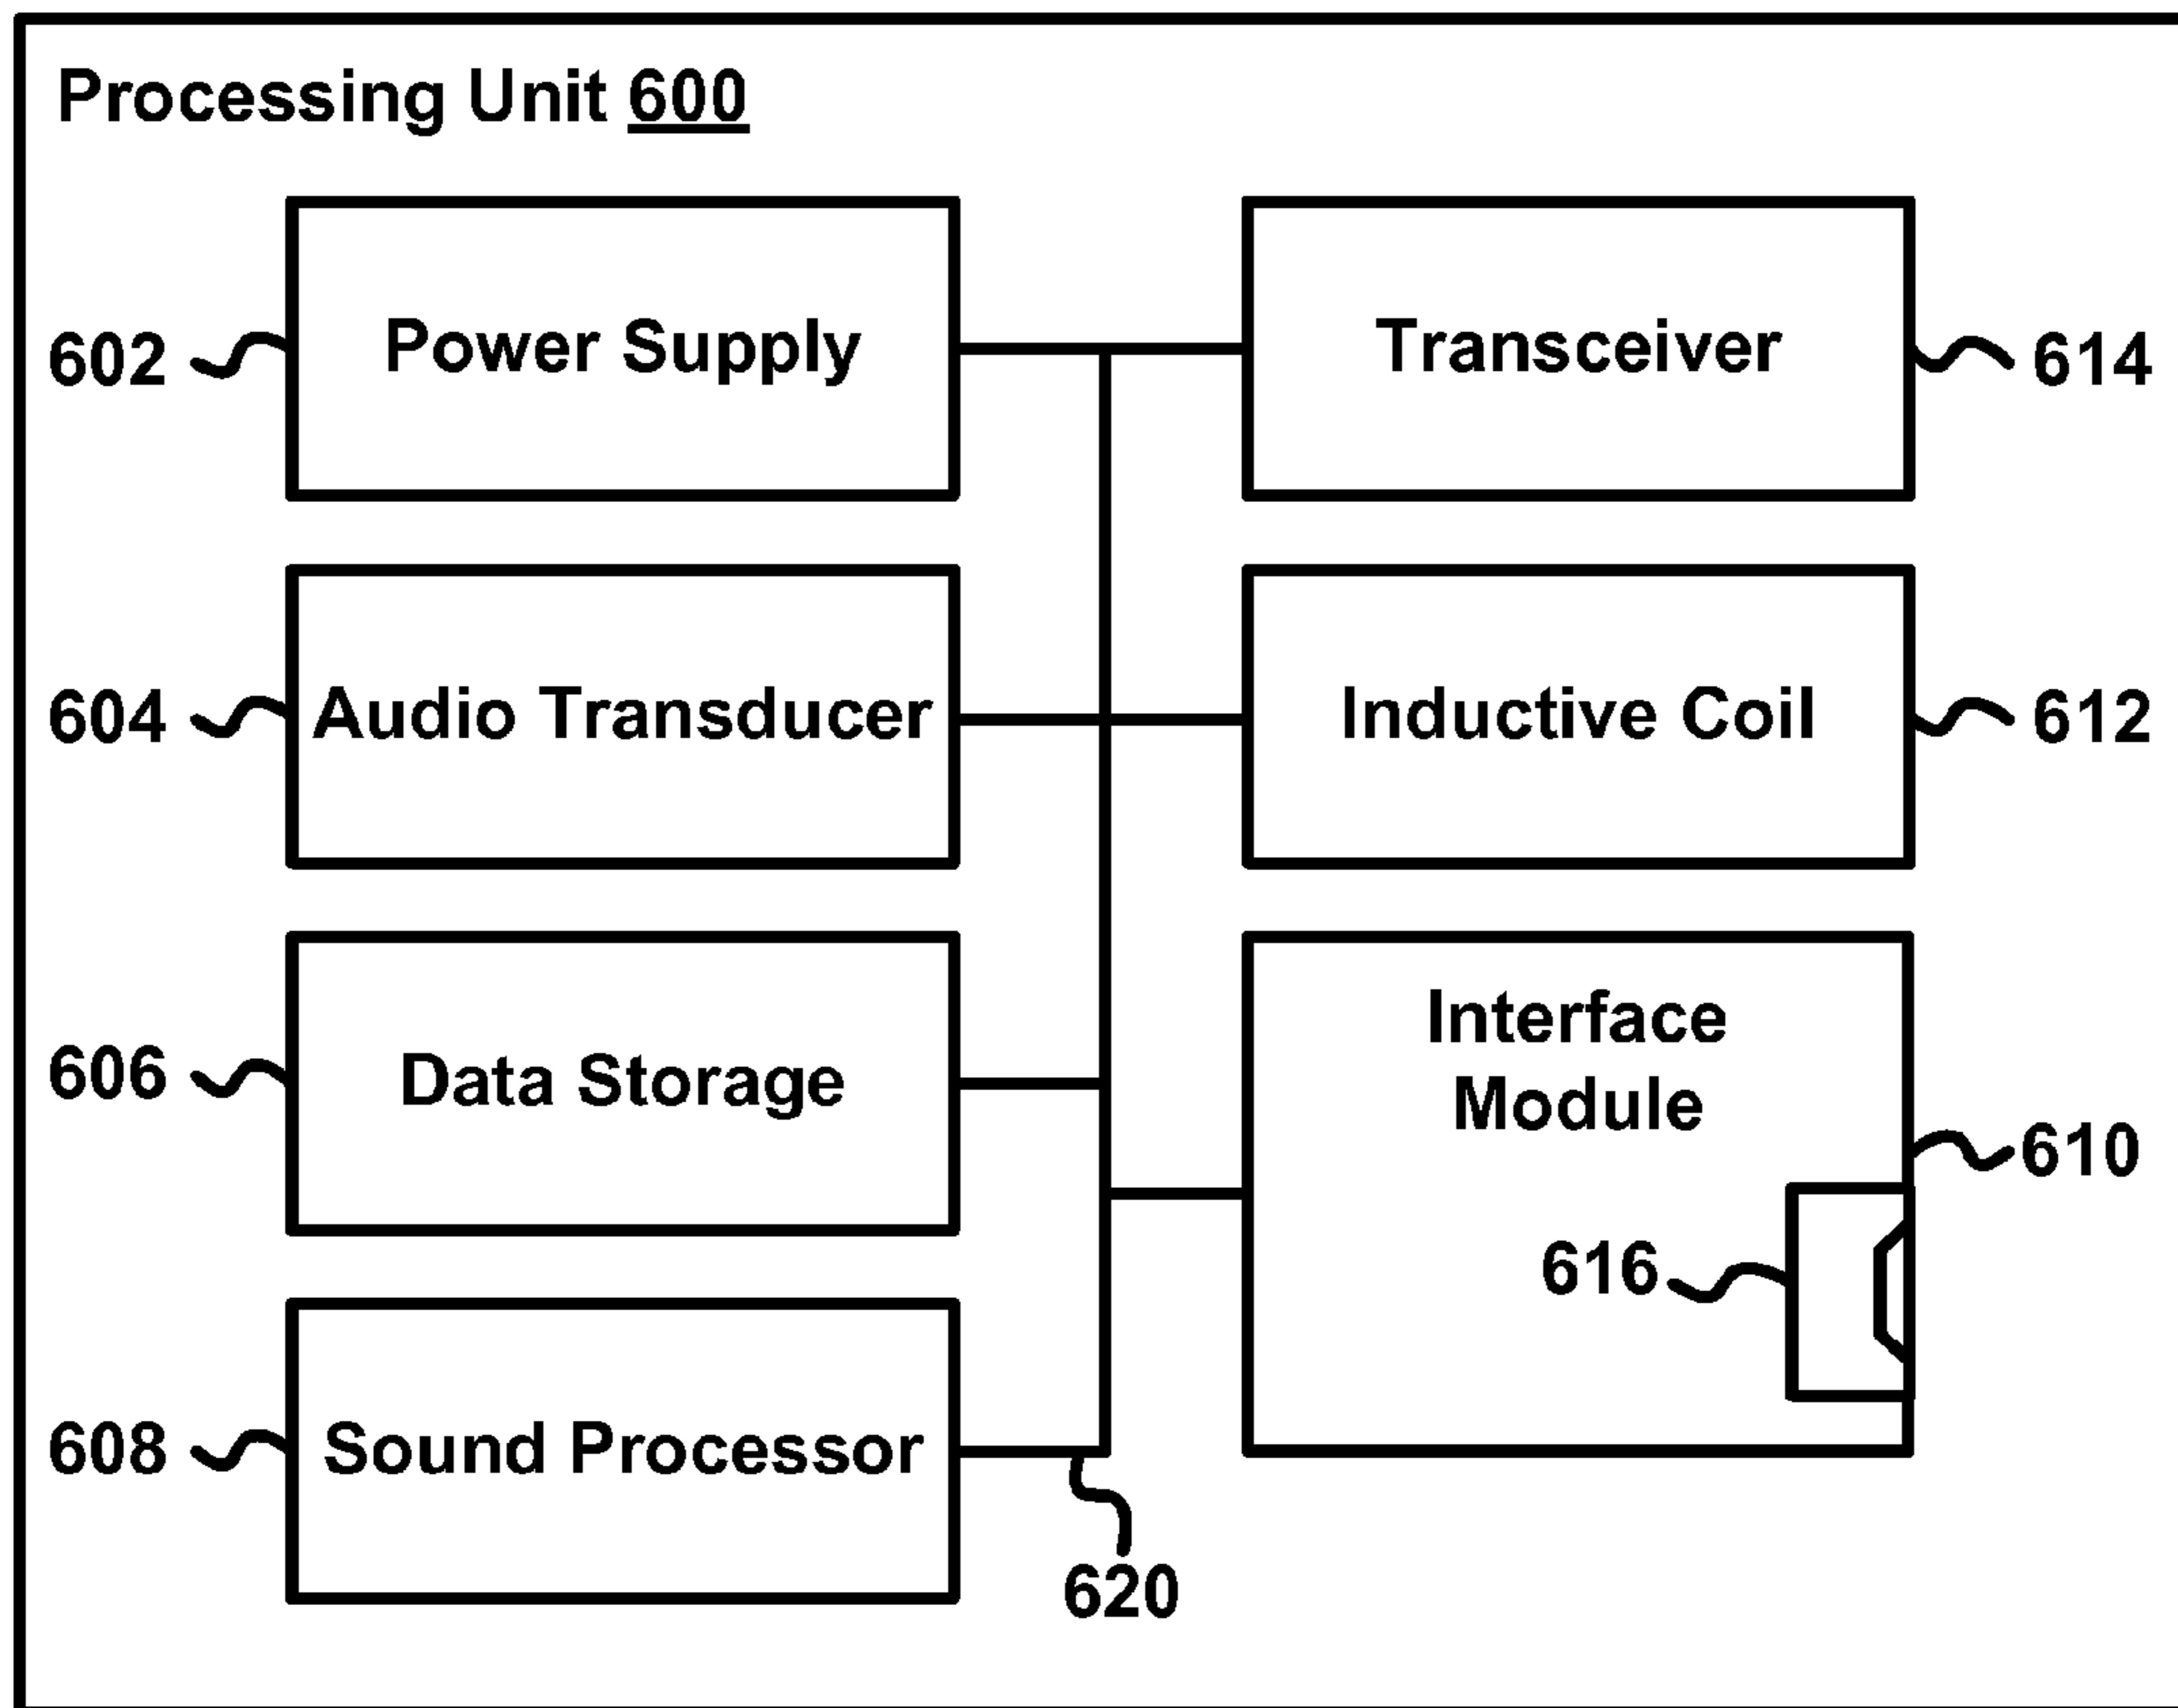 Processing Unit 600
602 Power Supply
Transceiver 614
604 Audio Transducer
Inductive Coil 612
606 Data Storage
Interface
Module
610
616
608 Sound Processor
620